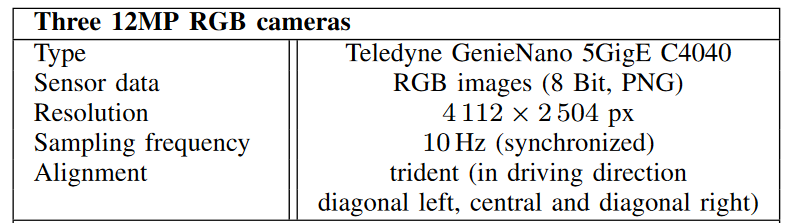 Three 12MP RGB cameras
Type Teledyne GenieNano 5GigE C4040
Sensor data RGB images (8 Bit, PNG)
Resolution 4 112 × 2 504 px
Sampling frequency 10 Hz (synchronized)
Alignment trident (in driving direction
diagonal left, central and diagonal right)